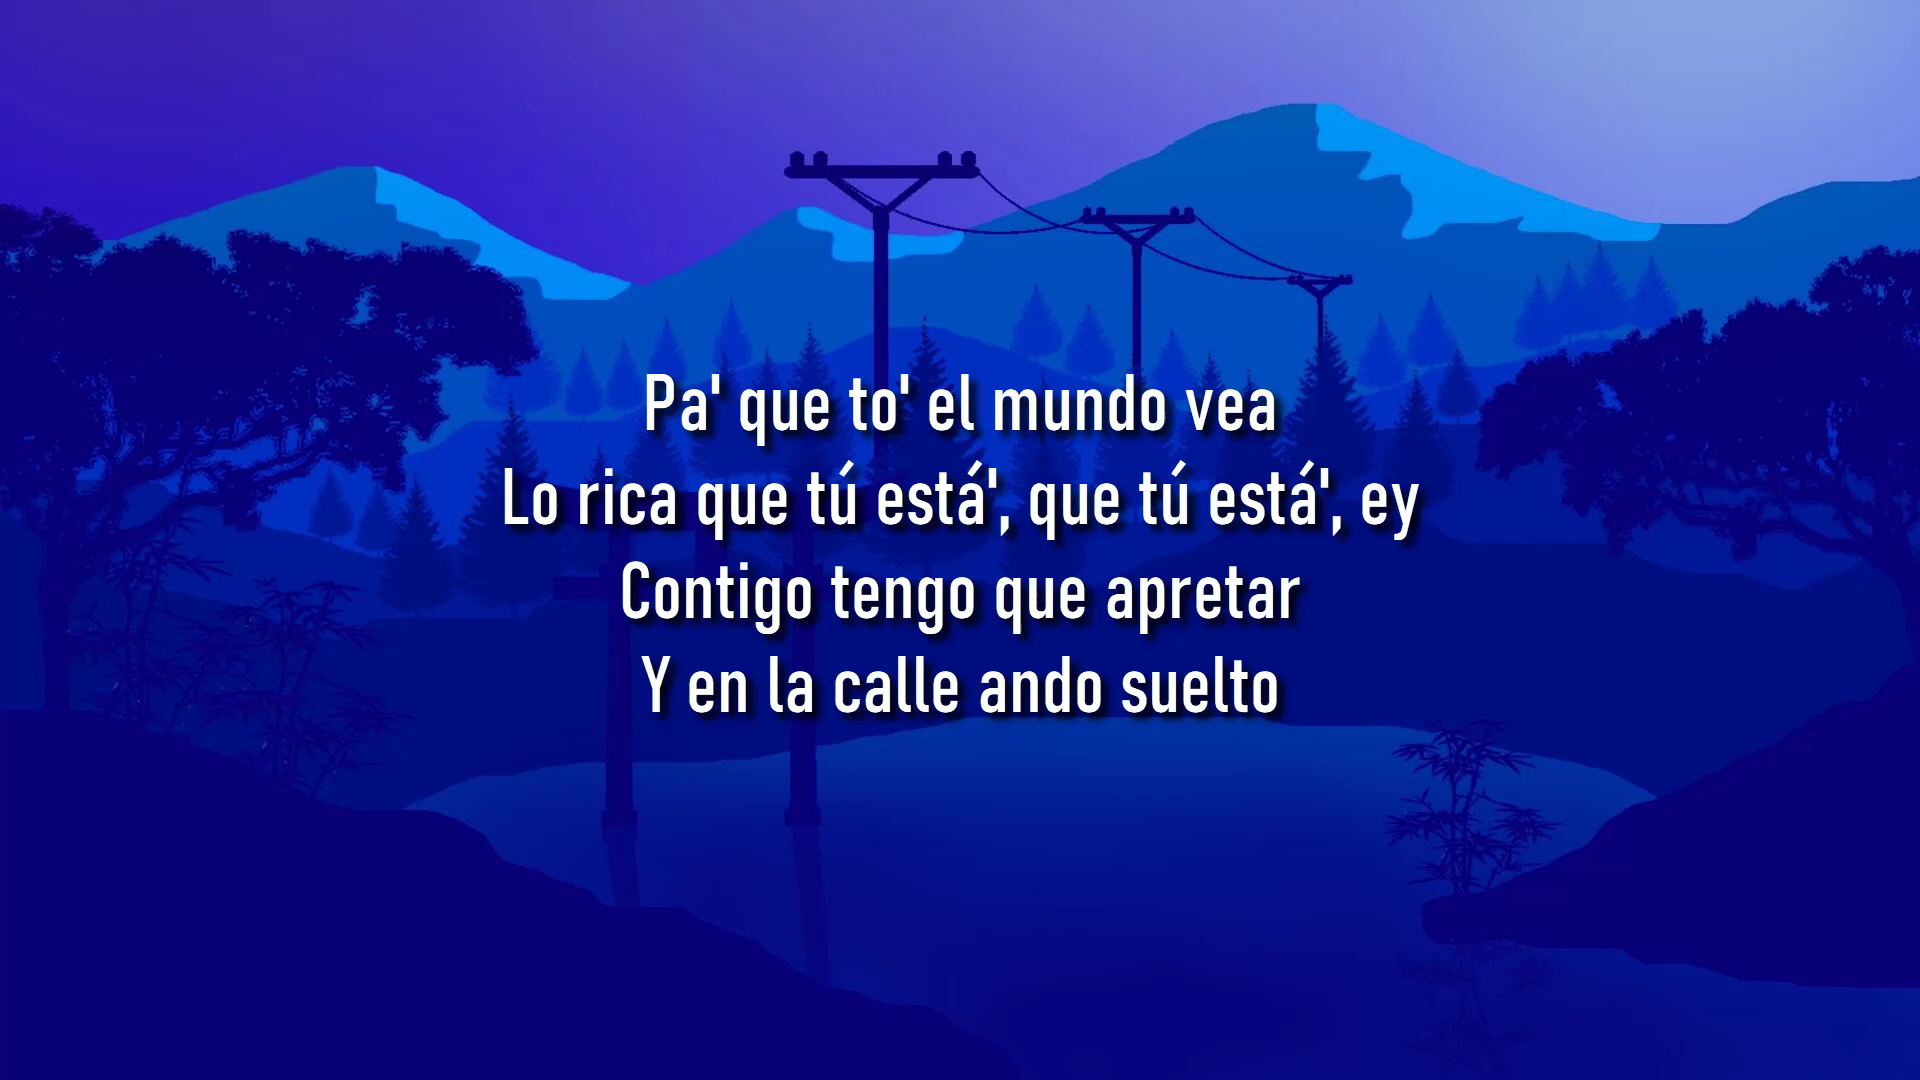 Pa' que to' el mundo vea
Lo rica que tú está', que tú está', ey
Contigo tengo que apretar
Y en la calle ando suelto